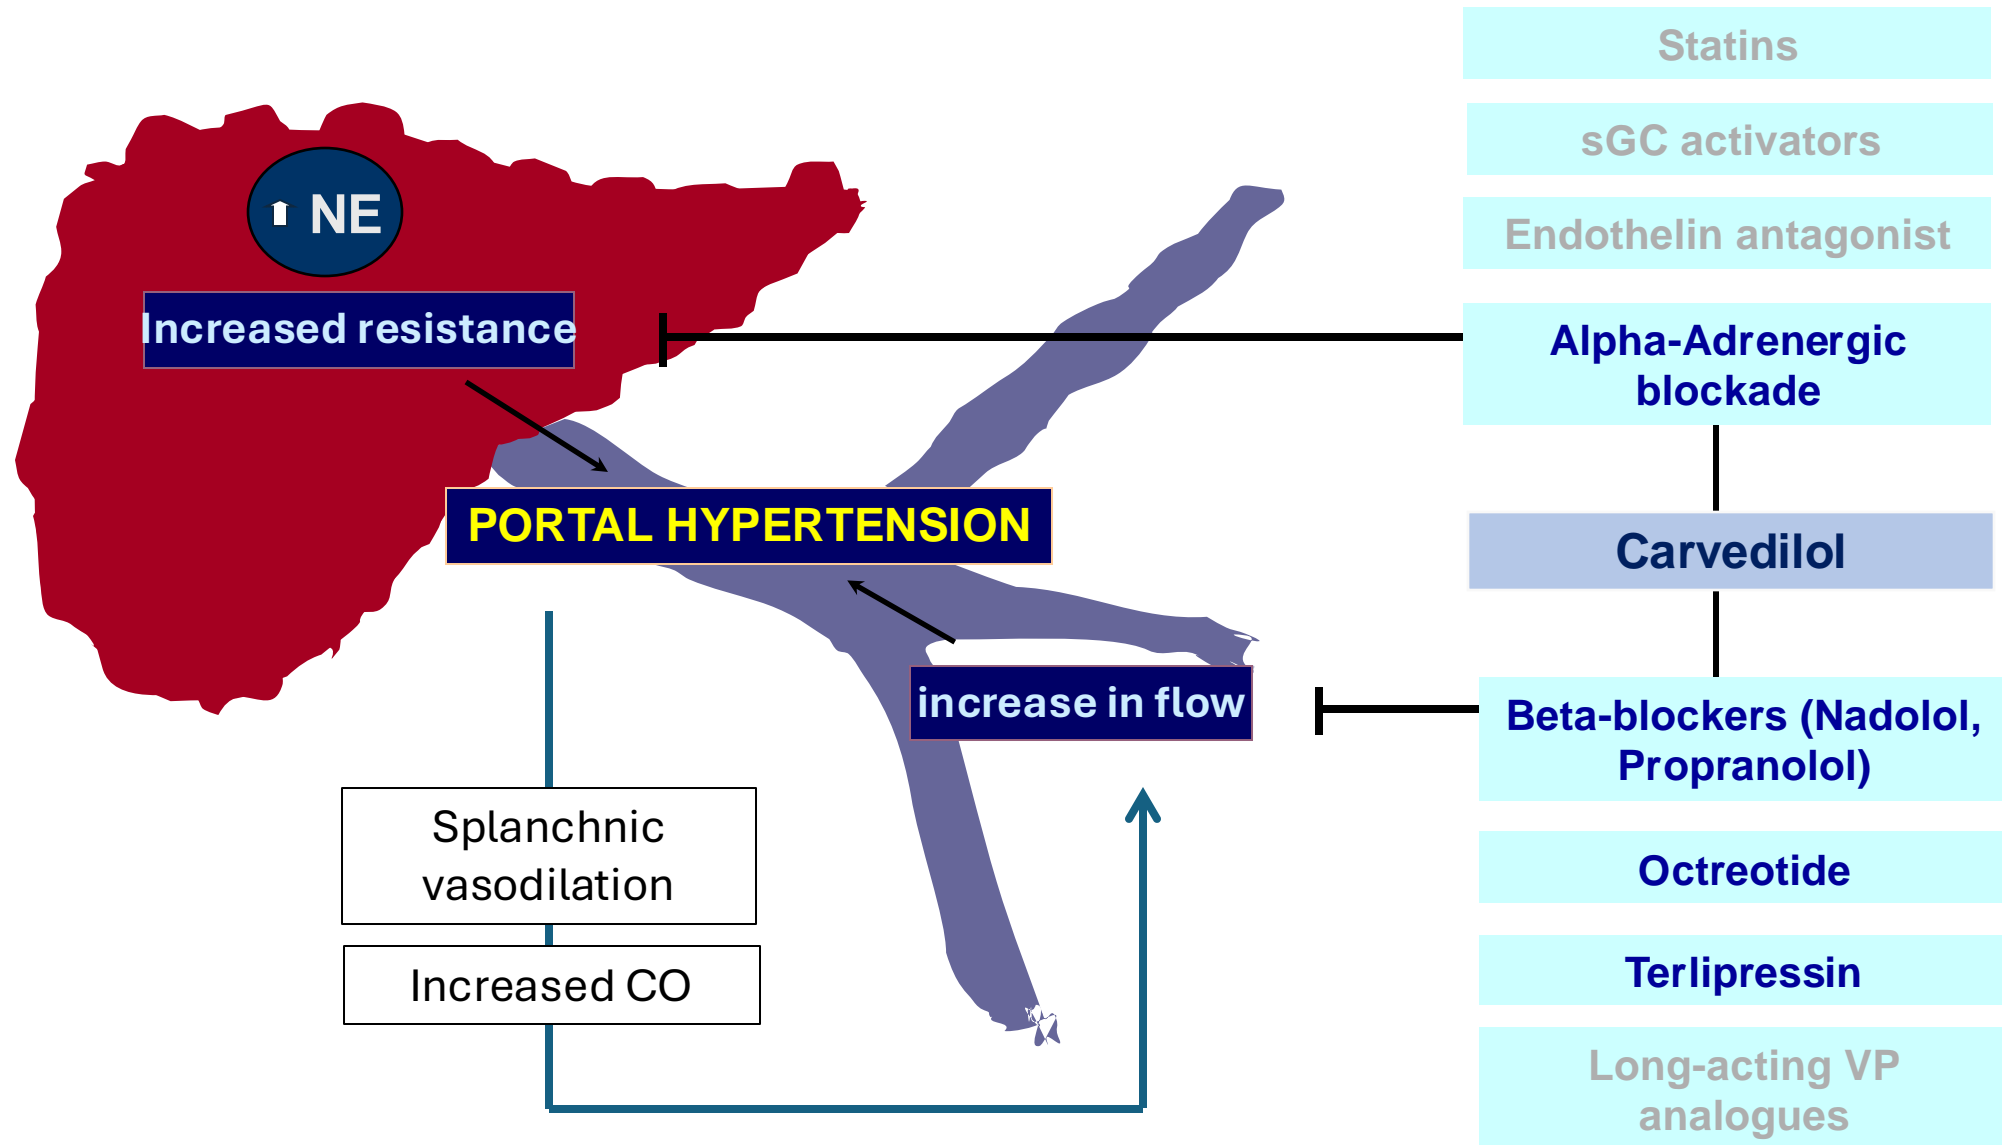 Statins
sGC activators
Endothelin antagonist
NE
Increased resistance
Alpha-Adrenergic
blockade
PORTAL HYPERTENSION
Carvedilol
increase in flow
Beta-blockers (Nadolol,
Propranolol)
Splanchnic
vasodilation
Octreotide
Increased CO
Terlipressin
Long-acting VP
analogues